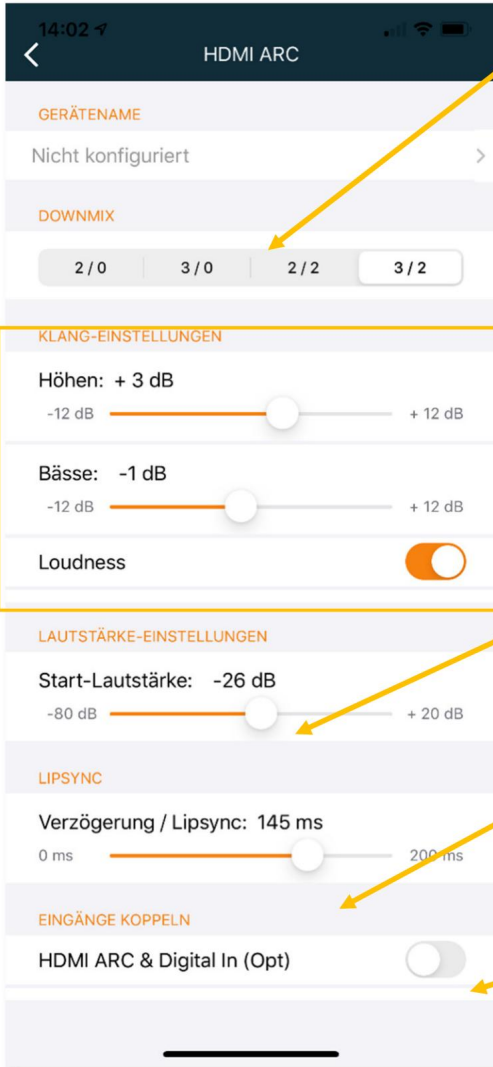 14:02
HDMI ARC
GERÄTENAME
Nicht konfiguriert
DOWNMIX
2 / 0 3 / 0 2 / 2 3 / 2
KLANG-EINSTELLUNGEN
Höhen: + 3 dB
-12 dB + 12 dB
Bässe: -1 dB
-12 dB + 12 dB
Loudness
LAUTSTÄRKE-EINSTELLUNGEN
Start-Lautstärke: -26 dB
-80 dB + 20 dB
LIPSYNC
Verzögerung / Lipsync: 145 ms
0 ms 200 ms
EINGÄNGE KOPPELN
HDMI ARC & Digital In (Opt)